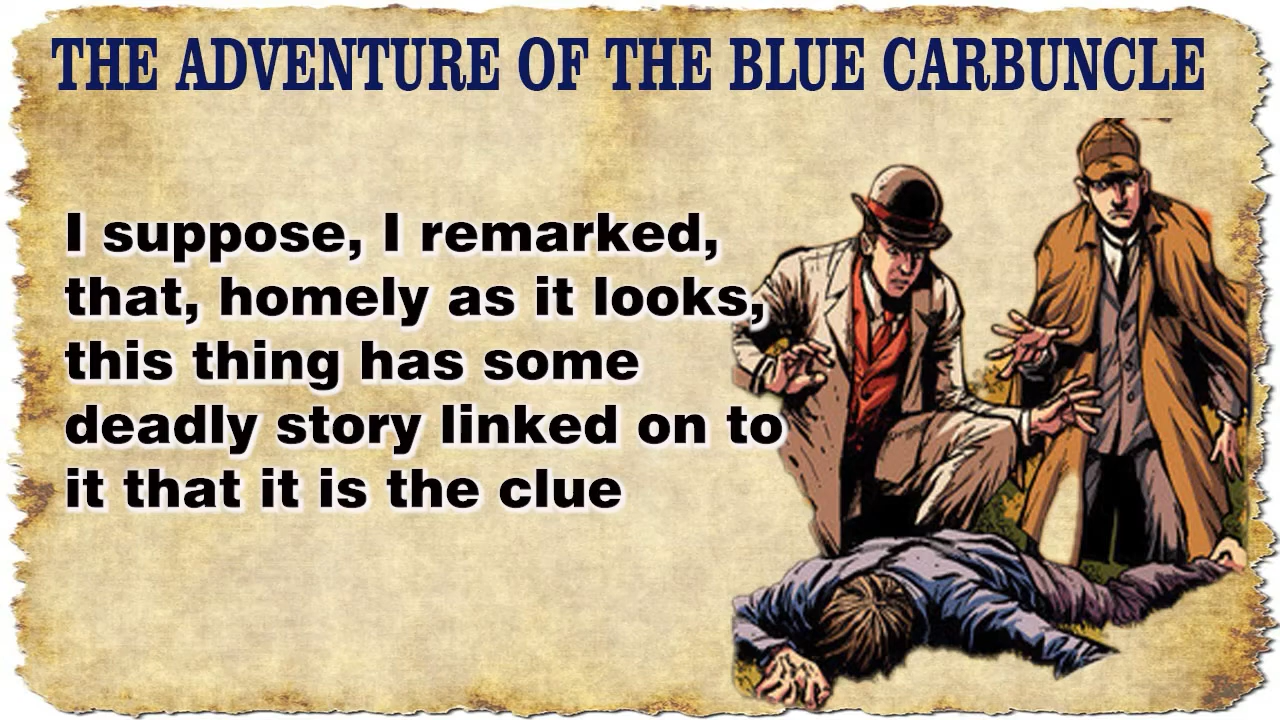 THE ADVENTURE OF THE BLUE CARBUNCLE
I suppose, I remarked,
that, homely as it looks,
this thing has some
deadly story linked on to
it that it is the clue